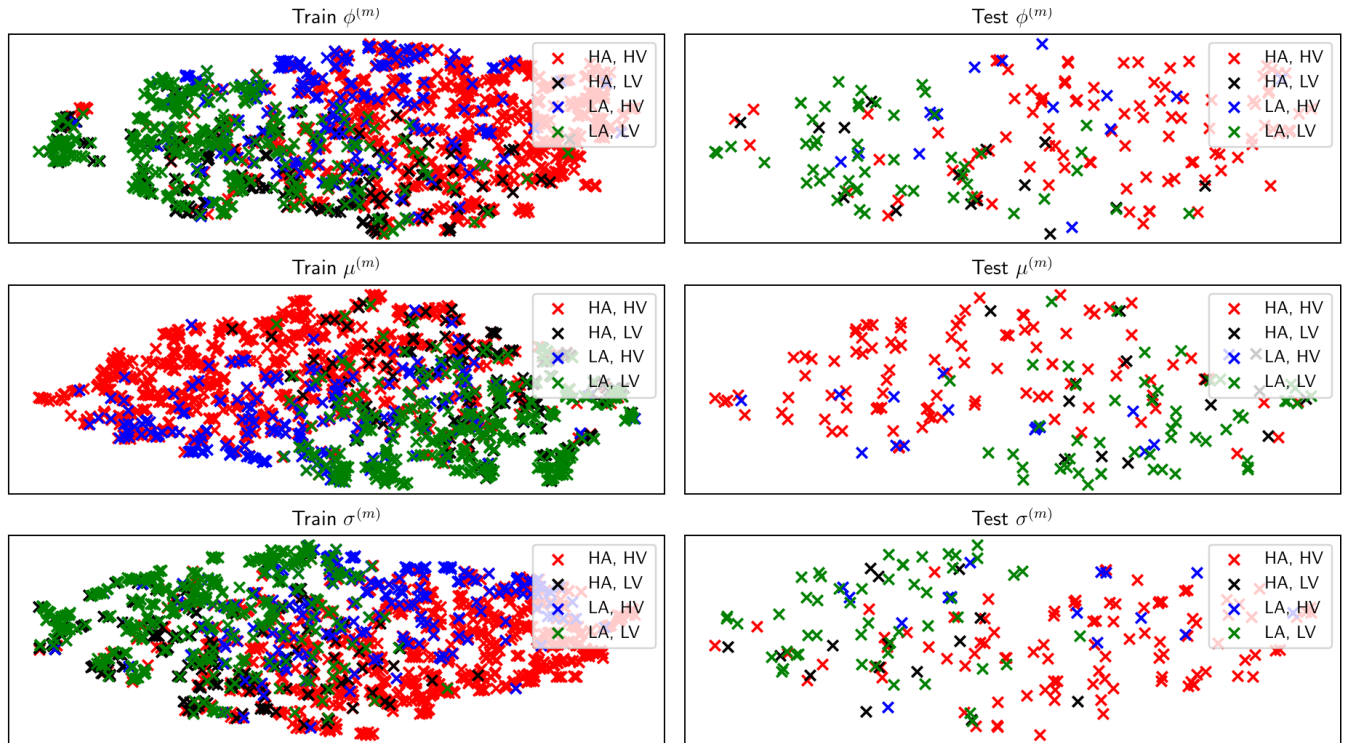 Train ϕ^(m)
HA, HV
HA, LV
LA, HV
LA, LV
Test ϕ^(m)
HA, HV
HA, LV
LA, HV
LA, LV
Train μ^(m)
HA, HV
HA, LV
LA, HV
LA, LV
Test μ^(m)
HA, HV
HA, LV
LA, HV
LA, LV
Train σ^(m)
HA, HV
HA, LV
LA, HV
LA, LV
Test σ^(m)
HA, HV
HA, LV
LA, HV
LA, LV